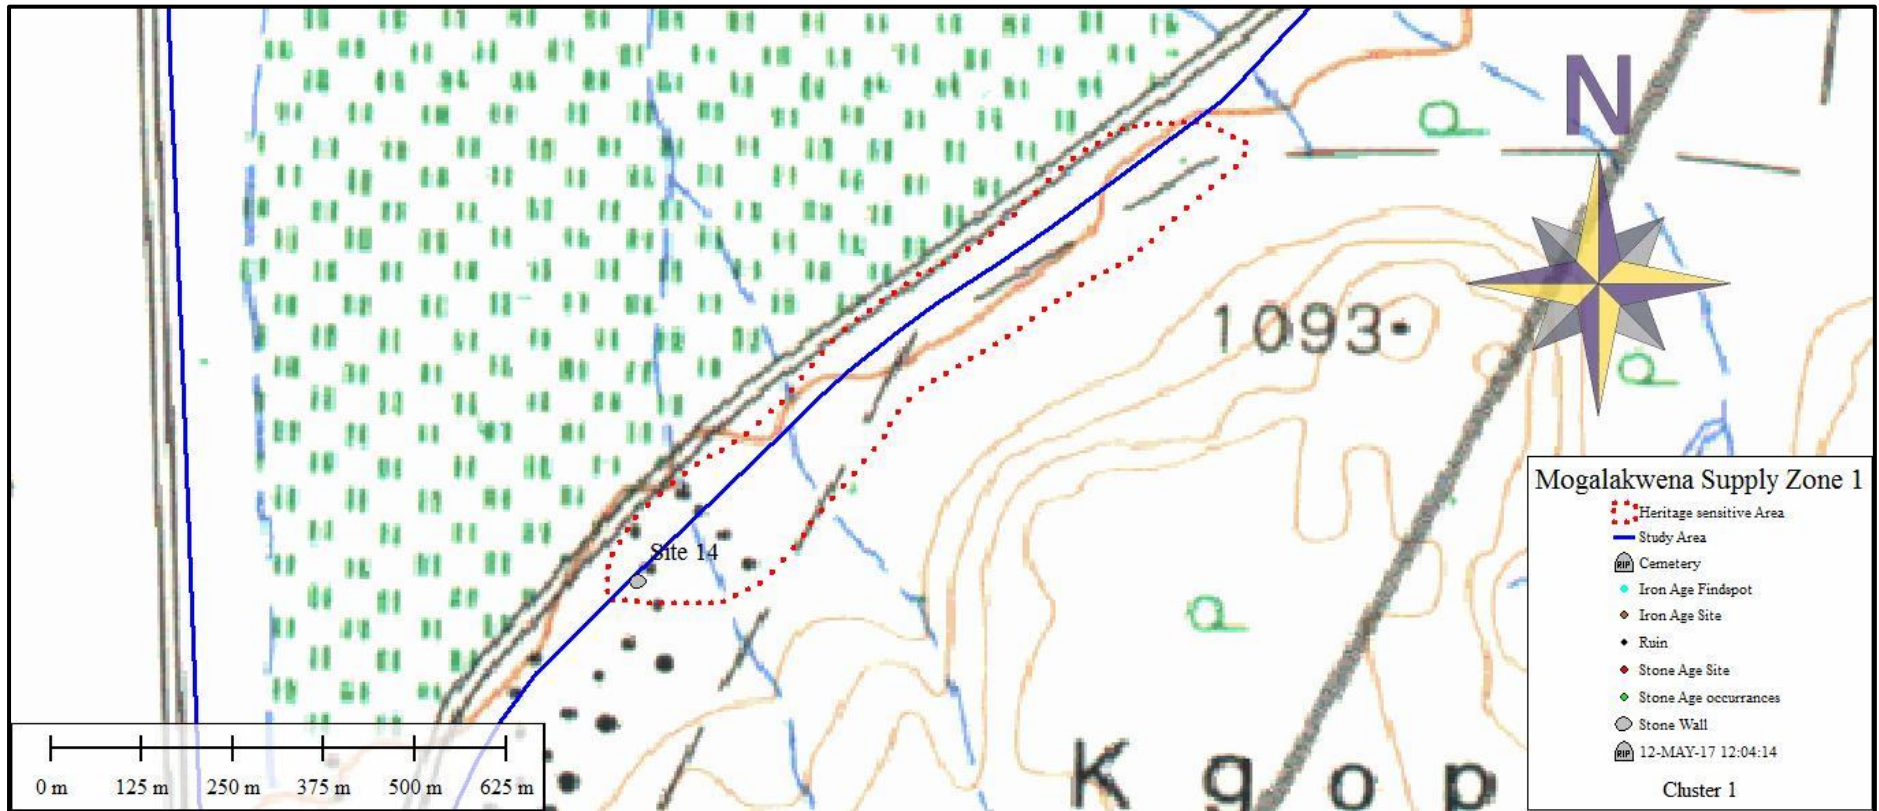 N
1093
Site 14
Mogalakwena Supply Zone 1
Heritage sensitive Area
Study Area
RIP Cemetery
Iron Age Findspot
Iron Age Site
Ruin
Stone Age Site
Stone Age occurrances
Stone Wall
RIP 12-MAY-17 12:04:14
Cluster 1
K g o p
0 m 125 m 250 m 375 m 500 m 625 m